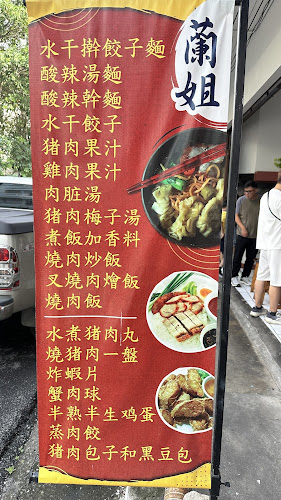 蘭姐
水干擀餃子麵
酸辣湯麵
酸辣幹麵
水干餃子
猪肉果汁
雞肉果汁
肉脏湯
猪肉梅子湯
煮飯加香料
燒肉炒飯
叉燒肉燴飯
燒肉飯
水煮猪肉丸
燒猪肉一盤
炸蝦片
蟹肉球
半熟半生鸡蛋
蒸肉餃
猪肉包子和黑豆包